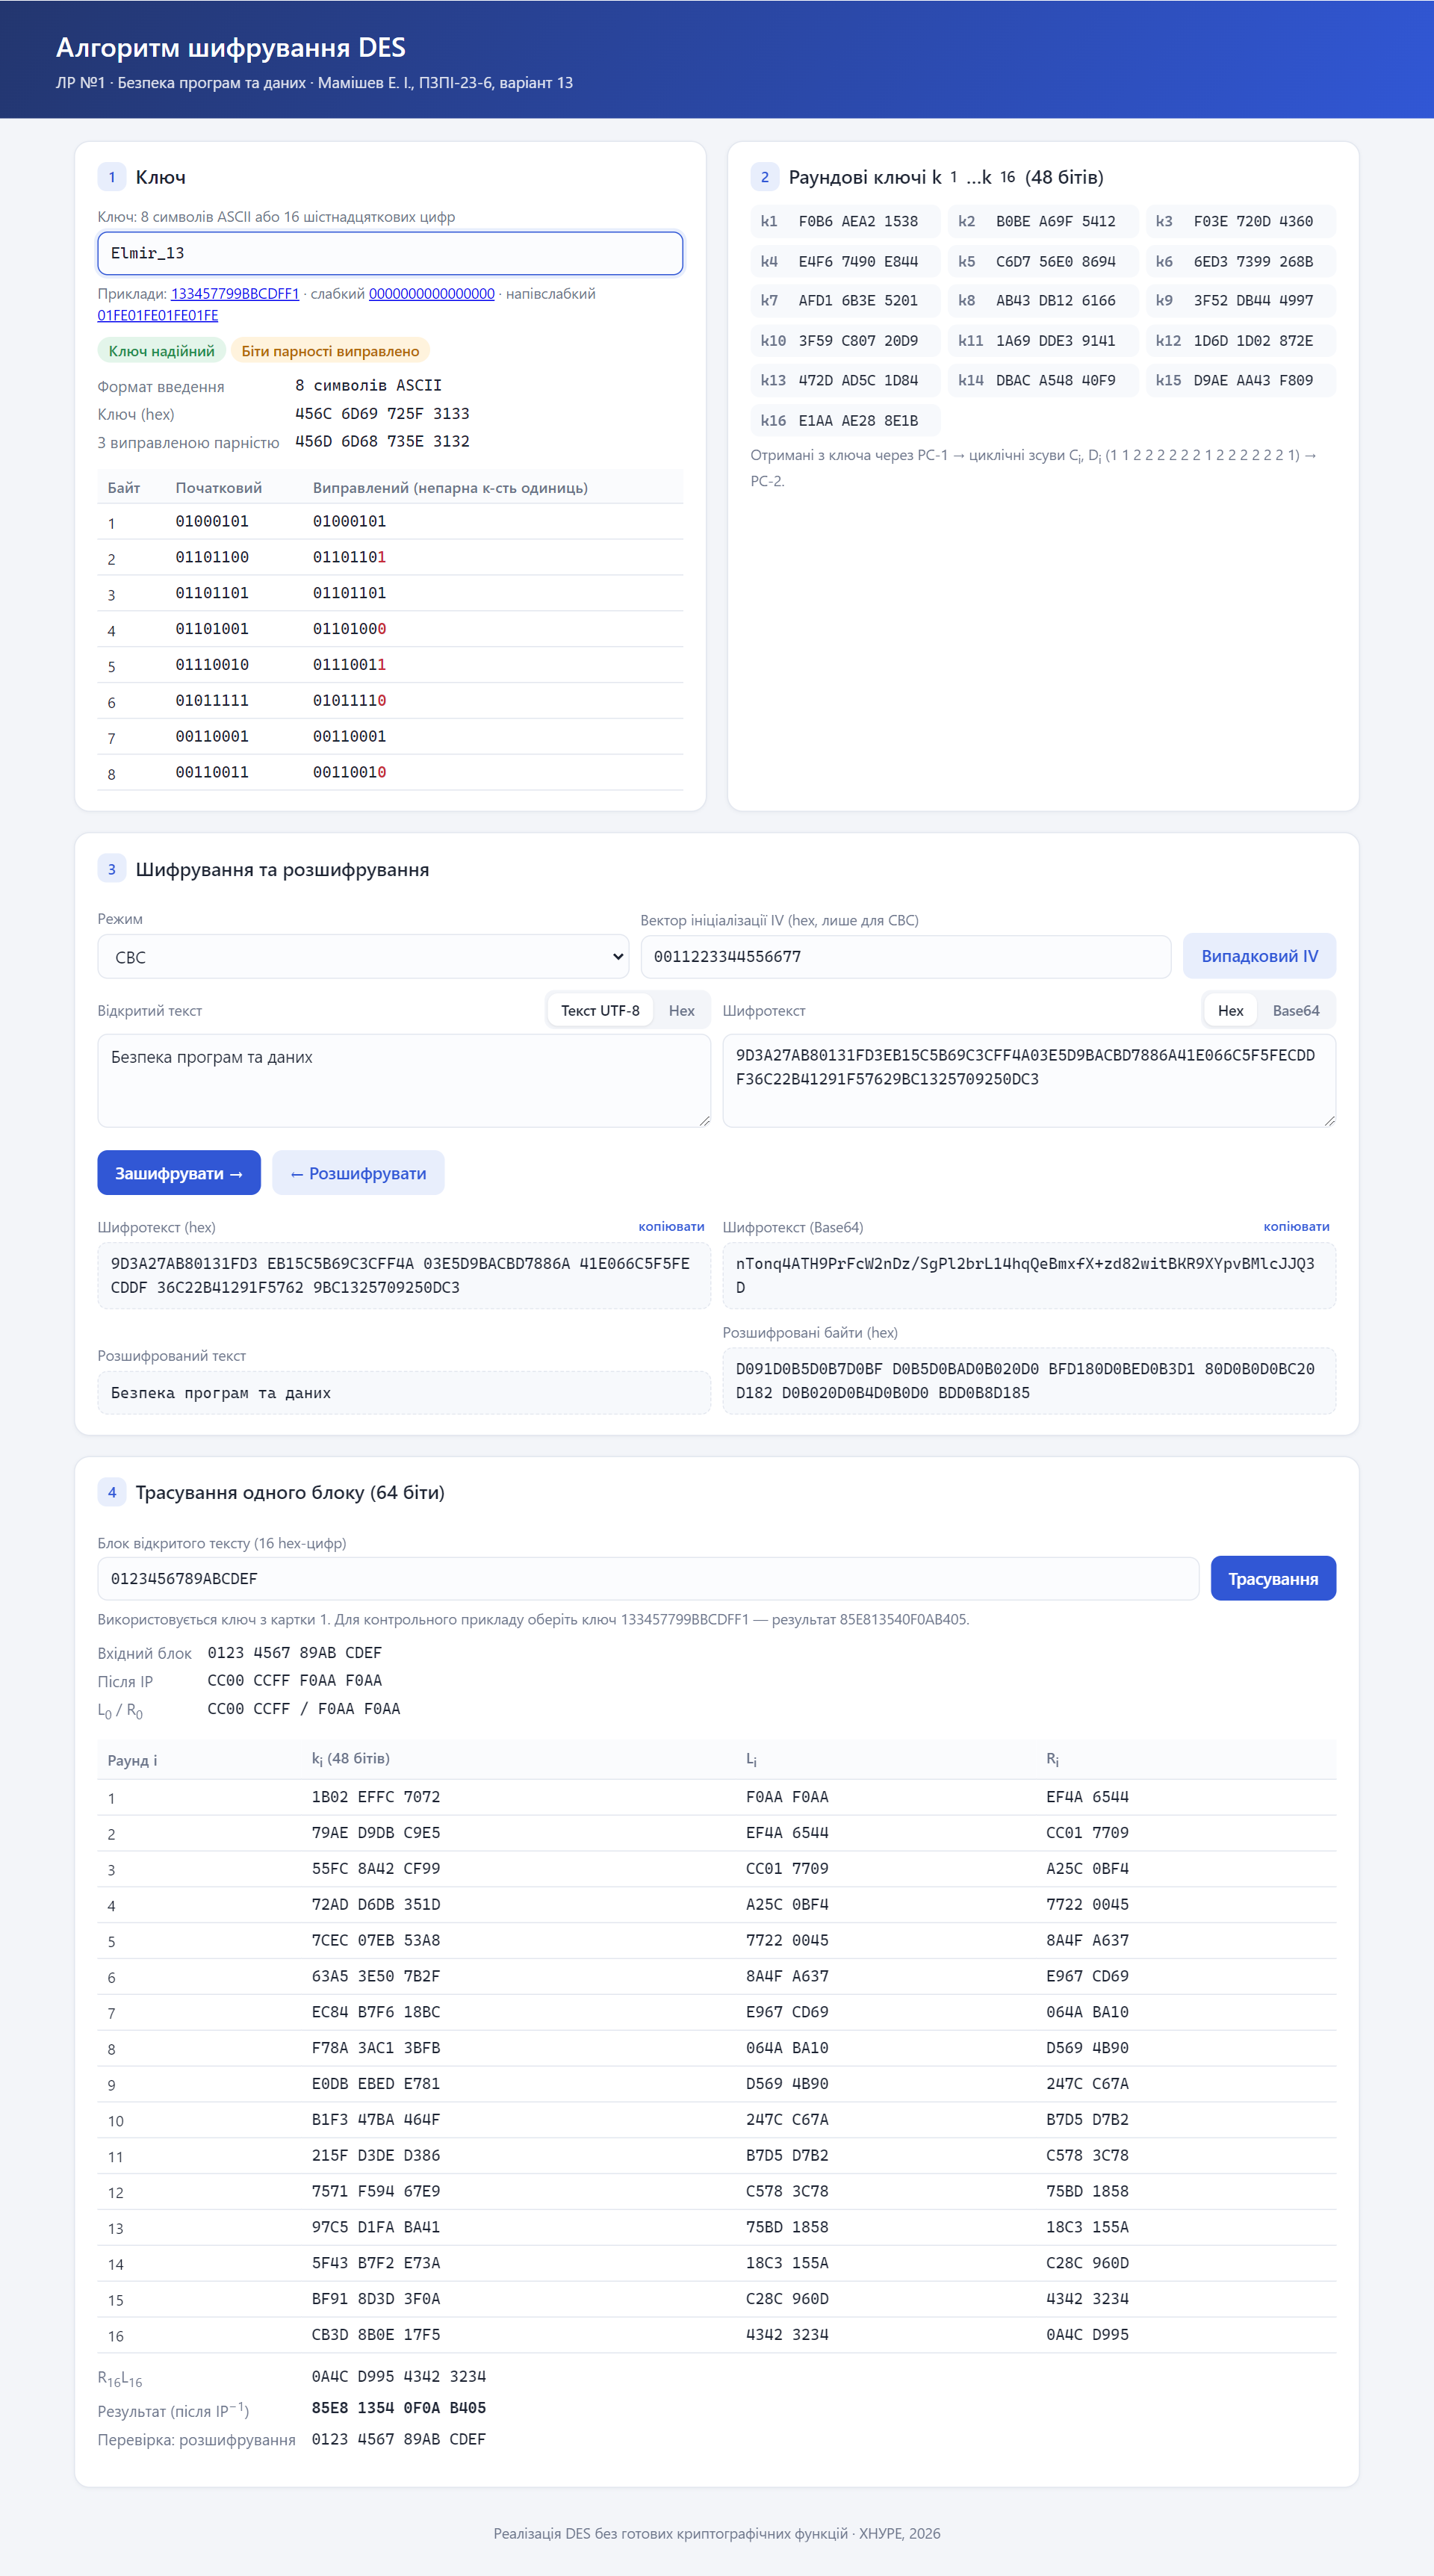 Алгоритм шифрування DES
ЛР №1 · Безпека програм та даних · Мамішев Е. І., ПЗПІ-23-6, варіант 13
1 Ключ
Ключ: 8 символів ASCII або 16 шістнадцяткових цифр
Elmir_13
Приклади: 133457799BBCDFF1 · слабкий 0000000000000000 · напівслабкий
01FE01FE01FE01FE
Ключ надійний Біти парності виправлено
Формат введення 8 символів ASCII
Ключ (hex) 456C 6D69 725F 3133
З виправленою парністю 456D 6D68 735E 3132
Байт Початковий Виправлений (непарна к-сть одиниць)
1 01000101 01000101
2 01101100 01101101
3 01101101 01101101
4 01101001 01101000
5 01110010 01110011
6 01011111 01011110
7 00110001 00110001
8 00110011 00110010
2 Раундові ключі k 1 …k 16 (48 бітів)
k1 F0B6 AEA2 1538 k2 B0BE A69F 5412 k3 F03E 720D 4360
k4 E4F6 7490 E844 k5 C6D7 56E0 8694 k6 6ED3 7399 268B
k7 AFD1 6B3E 5201 k8 AB43 DB12 6166 k9 3F52 DB44 4997
k10 3F59 C807 20D9 k11 1A69 DDE3 9141 k12 1D6D 1D02 872E
k13 472D AD5C 1D84 k14 DBAC A548 40F9 k15 D9AE AA43 F809
k16 E1AA AE28 8E1B
Отримані з ключа через PC-1 → циклічні зсуви Ci, Di (1 1 2 2 2 2 2 2 1 2 2 2 2 2 2 1) →
PC-2.
3 Шифрування та розшифрування
Режим Вектор ініціалізації IV (hex, лише для CBC)
CBC 0011223344556677 Випадковий IV
Відкритий текст Текст UTF-8 Hex Шифротекст Hex Base64
Безпека програм та даних
9D3A27AB80131FD3EB15C5B69C3CFF4A03E5D9BACBD7886A41E066C5F5FECDD
F36C22B41291F57629BC1325709250DC3
Зашифрувати → ← Розшифрувати
Шифротекст (hex) копіювати Шифротекст (Base64) копіювати
9D3A27AB80131FD3 EB15C5B69C3CFF4A 03E5D9BACBD7886A 41E066C5F5FE
CDDF 36C22B41291F5762 9BC1325709250DC3
nTonq4ATH9PrFcW2nDz/SgPl2brL14hqQeBmxfX+zd82witBKR9XYpvBMlcJJQ3
D
Розшифрований текст Розшифровані байти (hex)
Безпека програм та даних
D091D0B5D0B7D0BF D0B5D0BAD0B020D0 BFD180D0BED0B3D1 80D0B0D0BC20
D182 D0B020D0B4D0B0D0 BDD0B8D185
4 Трасування одного блоку (64 біти)
Блок відкритого тексту (16 hex-цифр)
0123456789ABCDEF Трасування
Використовується ключ з картки 1. Для контрольного прикладу оберіть ключ 133457799BBCDFF1 — результат 85E813540F0AB405.
Вхідний блок 0123 4567 89AB CDEF
Після IP CC00 CCFF F0AA F0AA
L0 / R0 CC00 CCFF / F0AA F0AA
Раунд і ki (48 бітів) Li Ri
1 1B02 EFFC 7072 F0AA F0AA EF4A 6544
2 79AE D9DB C9E5 EF4A 6544 CC01 7709
3 55FC 8A42 CF99 CC01 7709 A25C 0BF4
4 72AD D6DB 351D A25C 0BF4 7722 0045
5 7CEC 07EB 53A8 7722 0045 8A4F A637
6 63A5 3E50 7B2F 8A4F A637 E967 CD69
7 EC84 B7F6 18BC E967 CD69 064A BA10
8 F78A 3AC1 3BFB 064A BA10 D569 4B90
9 E0DB EBED E781 D569 4B90 247C C67A
10 B1F3 47BA 464F 247C C67A B7D5 D7B2
11 215F D3DE D386 B7D5 D7B2 C578 3C78
12 7571 F594 67E9 C578 3C78 75BD 1858
13 97C5 D1FA BA41 75BD 1858 18C3 155A
14 5F43 B7F2 E73A 18C3 155A C28C 960D
15 BF91 8D3D 3F0A C28C 960D 4342 3234
16 CB3D 8B0E 17F5 4342 3234 0A4C D995
R16L16 0A4C D995 4342 3234
Результат (після IP−1) 85E8 1354 0F0A B405
Перевірка: розшифрування 0123 4567 89AB CDEF
Реалізація DES без готових криптографічних функцій · ХНУРЕ, 2026